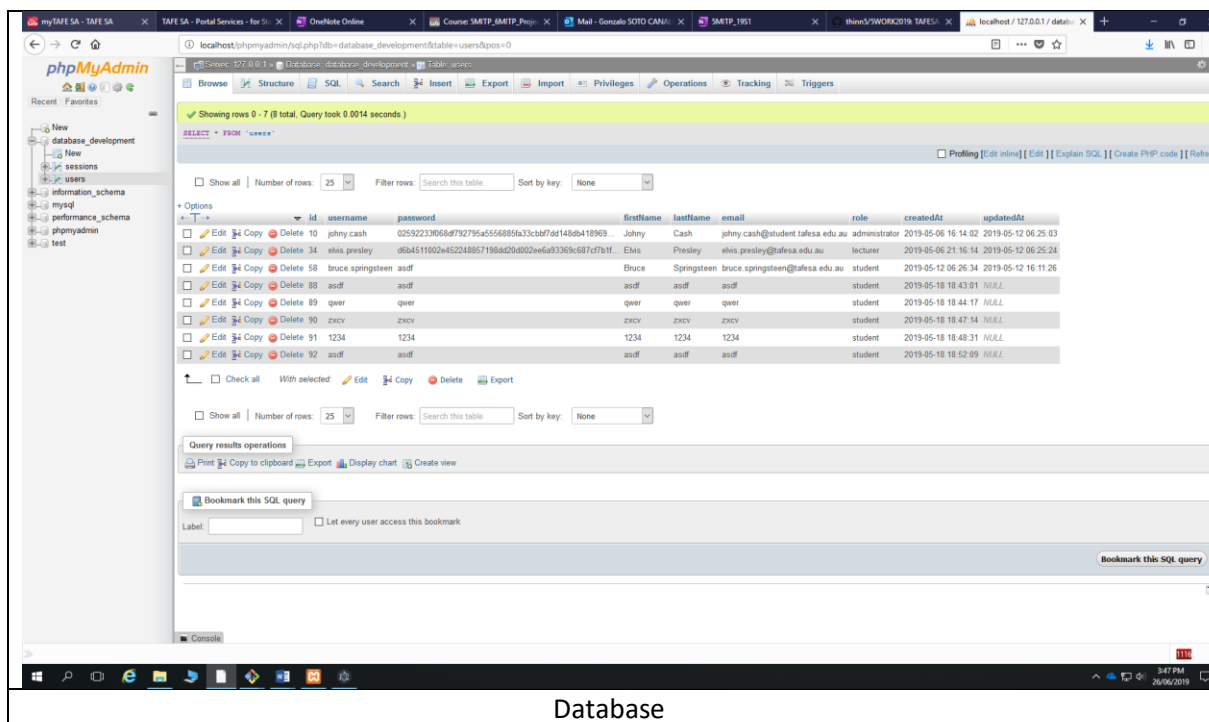 myTAFE SA - TAFE SA
TAFE SA - Portal Services - for Stu
OneNote Online
Course: 5MITP_6MITP_Projec
Mail - Gonzalo SOTO CANAL
5MITP_19S1
thinn5/5WORK2019: TAFESA
localhost / 127.0.0.1 / databa
localhost/phpmyadmin/sql.php?db=database_development&table=users&pos=0
phpMyAdmin
Recent Favorites
New
database_development
New
sessions
users
information_schema
mysql
performance_schema
phpmyadmin
test
Server: 127.0.0.1 » Database: database_development » Table: users
Browse Structure SQL Search Insert Export Import Privileges Operations Tracking Triggers
Showing rows 0 - 7 (8 total, Query took 0.0014 seconds.)
SELECT * FROM `users`
Profiling [Edit inline] [ Edit ] [ Explain SQL ] [ Create PHP code ] [ Refre
Show all Number of rows: 25 Filter rows: Search this table Sort by key: None
+ Options
id username password firstName lastName email role createdAt updatedAt
Edit Copy Delete 10 johny.cash 02592233f068df792795a5556885fa33cbbf7dd148db418969... Johny Cash johny.cash@student.tafesa.edu.au administrator 2019-05-06 16:14:02 2019-05-12 06:25:03
Edit Copy Delete 34 elvis.presley d6b4511002e452248857198dd20d002ee6a93369c687cf7b1f... Elvis Presley elvis.presley@tafesa.edu.au lecturer 2019-05-06 21:16:14 2019-05-12 06:25:24
Edit Copy Delete 58 bruce.springsteen asdf Bruce Springsteen bruce.springsteen@tafesa.edu.au student 2019-05-12 06:26:34 2019-05-12 16:11:26
Edit Copy Delete 88 asdf asdf asdf asdf asdf student 2019-05-18 18:43:01 NULL
Edit Copy Delete 89 qwer qwer qwer qwer qwer student 2019-05-18 18:44:17 NULL
Edit Copy Delete 90 zxcv zxcv zxcv zxcv zxcv student 2019-05-18 18:47:14 NULL
Edit Copy Delete 91 1234 1234 1234 1234 1234 student 2019-05-18 18:48:31 NULL
Edit Copy Delete 92 asdf asdf asdf asdf asdf student 2019-05-18 18:52:09 NULL
Check all With selected: Edit Copy Delete Export
Show all Number of rows: 25 Filter rows: Search this table Sort by key: None
Query results operations
Print Copy to clipboard Export Display chart Create view
Bookmark this SQL query
Label: Let every user access this bookmark
Bookmark this SQL query
Console
1116
3:47 PM
26/06/2019
Database